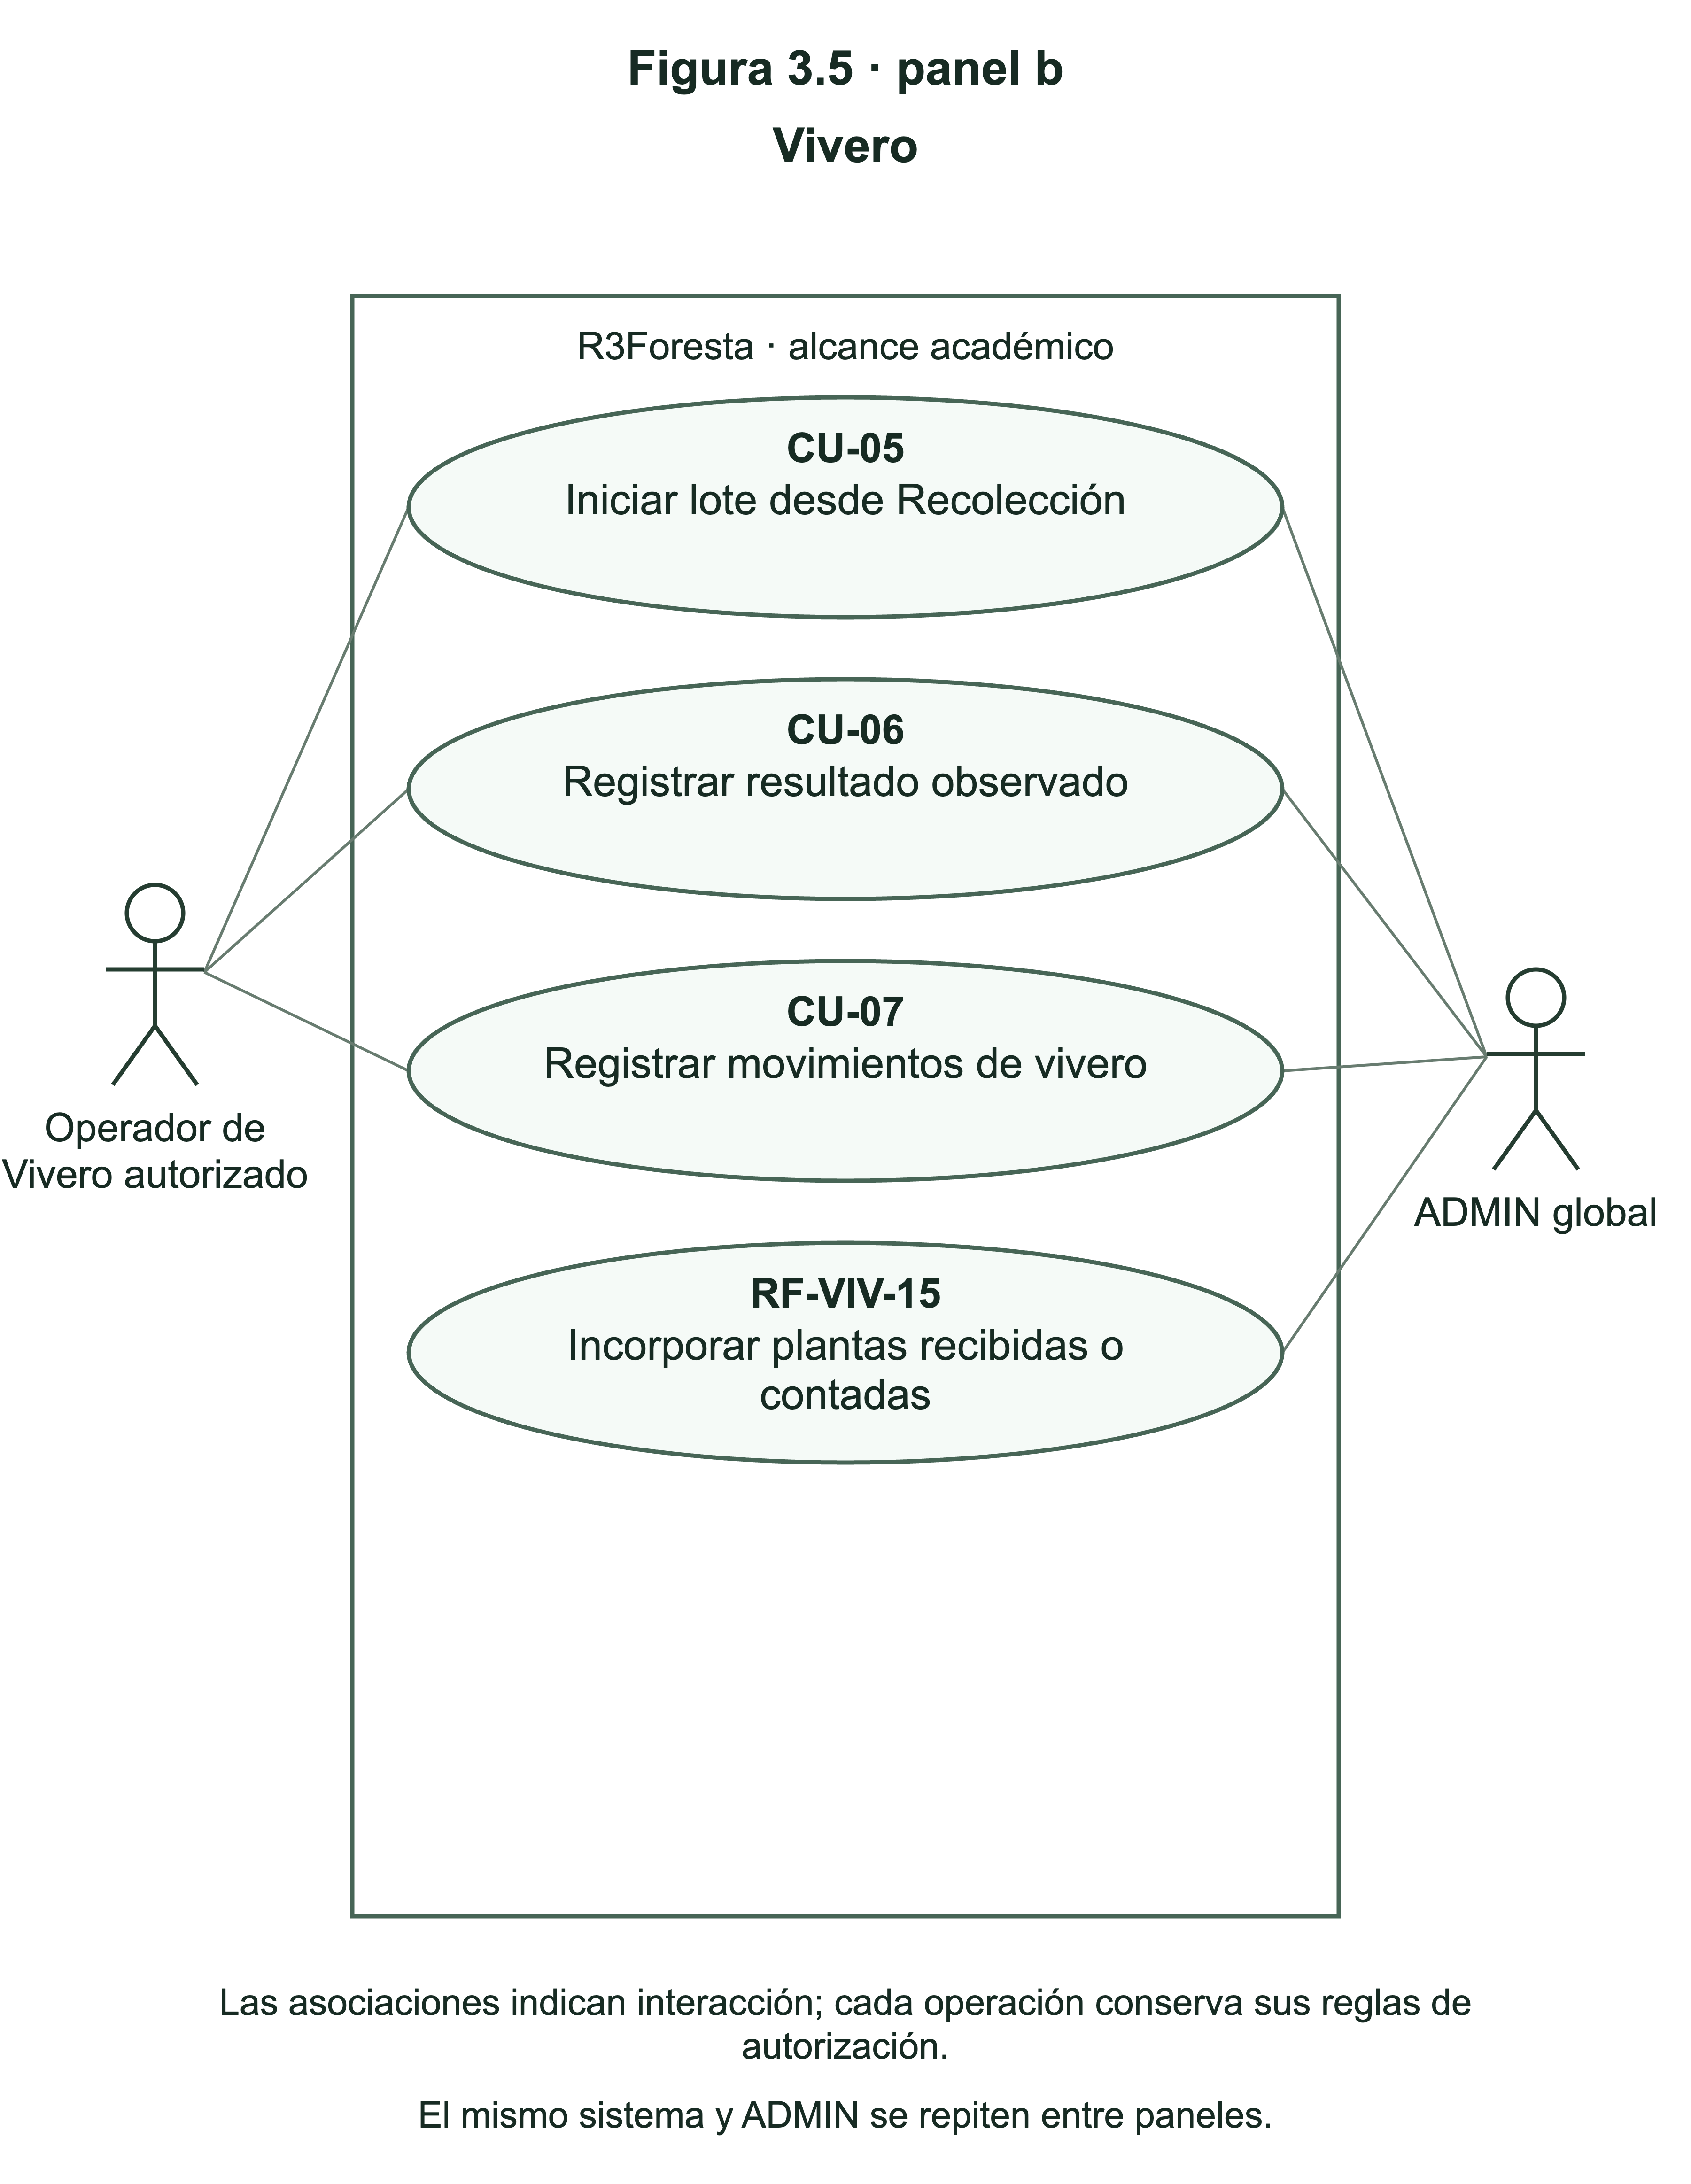 Figura 3.5 · panel b
Vivero
R3Foresta · alcance académico
CU-05
Iniciar lote desde Recolección
CU-06
Registrar resultado observado
CU-07
Registrar movimientos de vivero
Operador de
Vivero autorizado
ADMIN global
RF-VIV-15
Incorporar plantas recibidas o
contadas
Las asociaciones indican interacción; cada operación conserva sus reglas de
autorización.
El mismo sistema y ADMIN se repiten entre paneles.